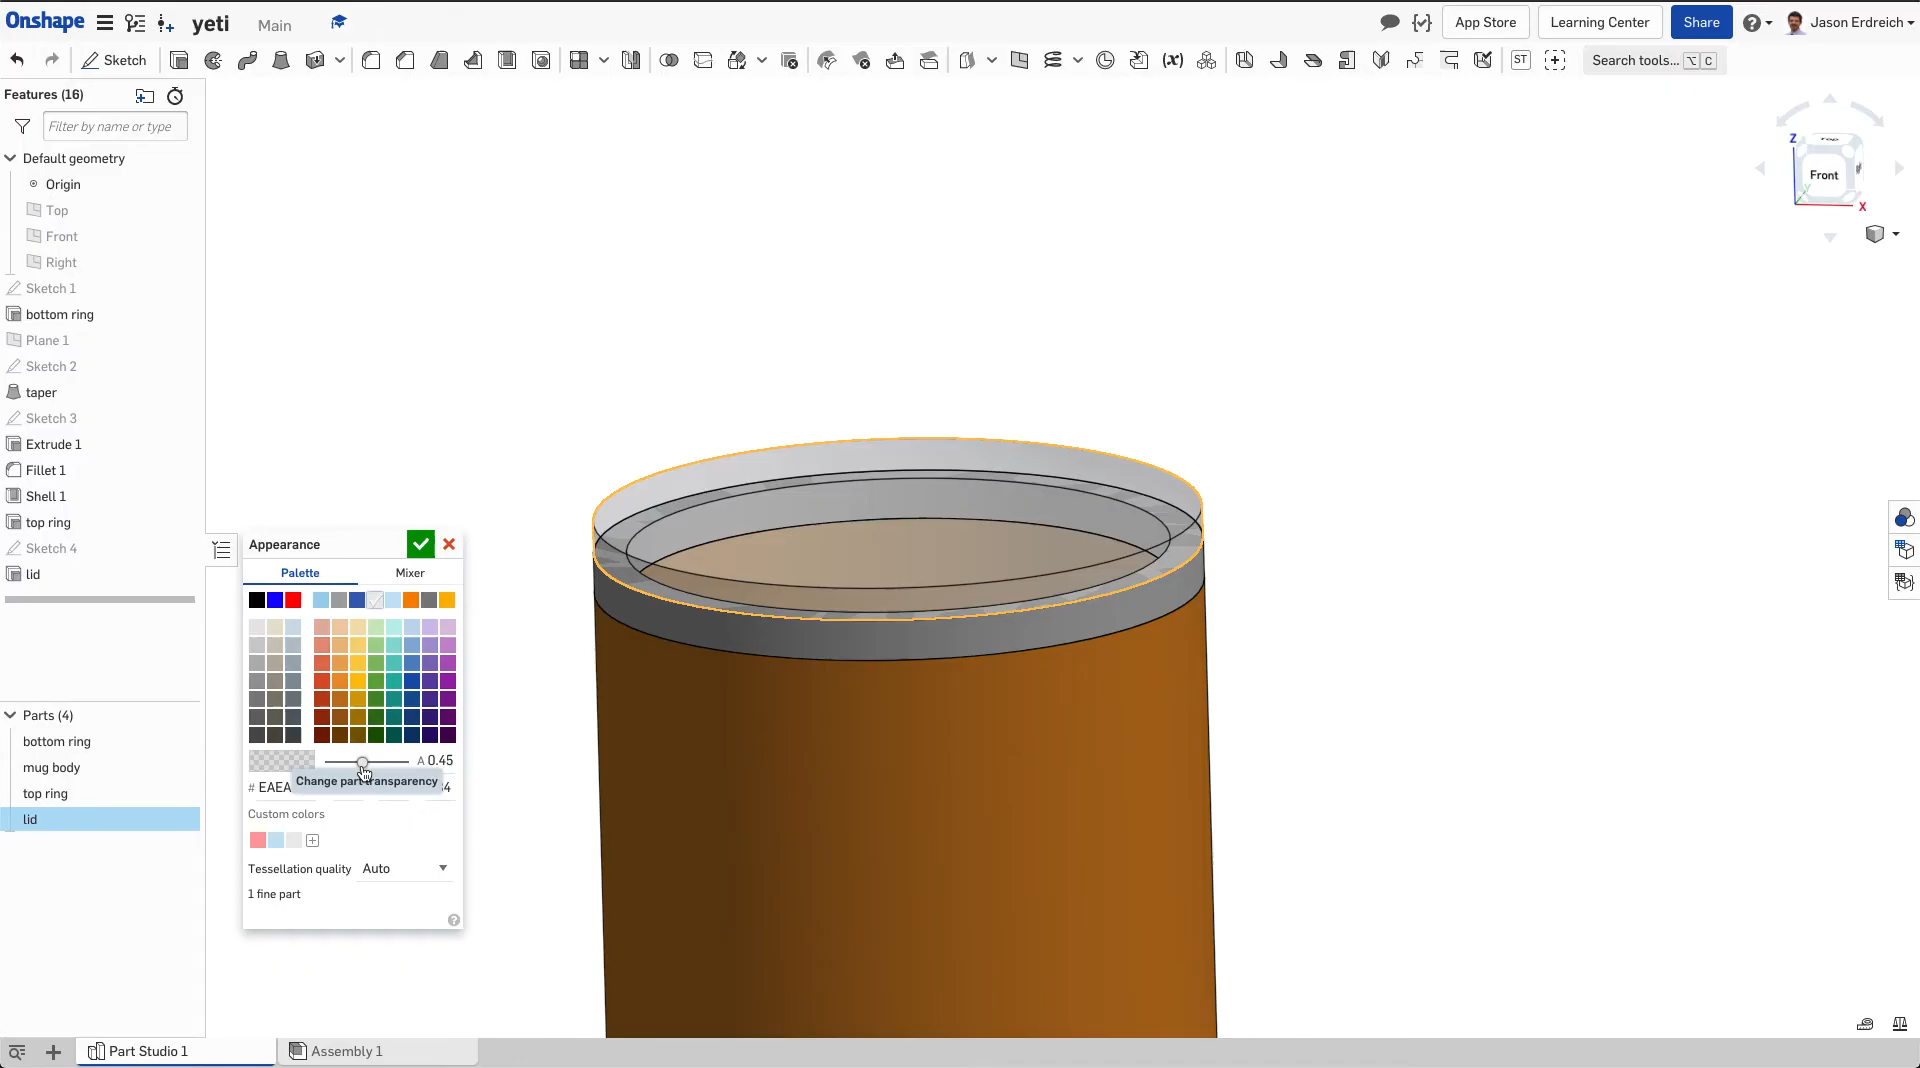 Onshape yeti Main App Store Learning Center Share Jason Erdreich
Sketch (x) ST Search tools... ⌥ C
Features (16)
Filter by name or type
Default geometry
Origin
Top
Front
Right
Sketch 1
bottom ring
Plane 1
Sketch 2
taper
Sketch 3
Extrude 1
Fillet 1
Shell 1
top ring
Sketch 4
lid
Parts (4)
bottom ring
mug body
top ring
lid
Appearance
Palette Mixer
A 0.45
Change part transparency
# EAEA
Custom colors
Tessellation quality Auto
1 fine part
Z
Top
Front
Y
X
Part Studio 1 Assembly 1